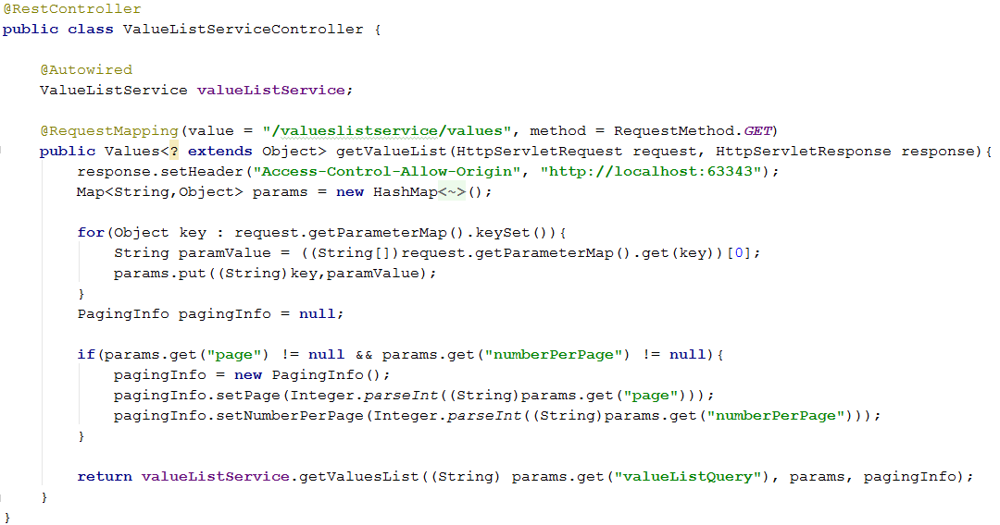 @RestController
public class ValueListServiceController {
@Autowired
ValueListService valueListService;
@RequestMapping(value = "/valueslistservice/values", method = RequestMethod.GET)
public Values<? extends Object> getValueList(HttpServletRequest request, HttpServletResponse response){
response.setHeader("Access-Control-Allow-Origin", "http://localhost:63343");
Map<String,Object> params = new HashMap<~>();
for(Object key : request.getParameterMap().keySet()){
String paramValue = ((String[])request.getParameterMap().get(key))[0];
params.put((String)key,paramValue);
}
PagingInfo pagingInfo = null;
if(params.get("page") != null && params.get("numberPerPage") != null){
pagingInfo = new PagingInfo();
pagingInfo.setPage(Integer.parseInt((String)params.get("page")));
pagingInfo.setNumberPerPage(Integer.parseInt((String)params.get("numberPerPage")));
}
return valueListService.getValuesList((String) params.get("valueListQuery"), params, pagingInfo);
}
}